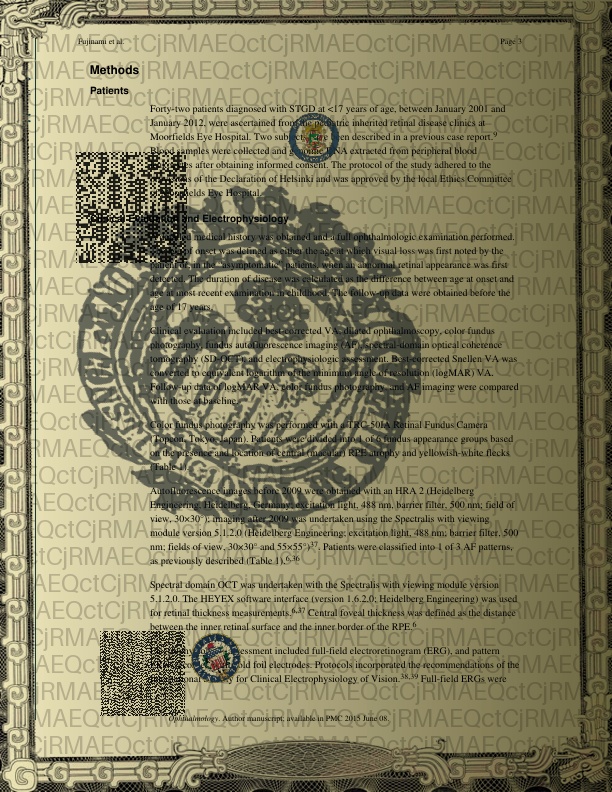 Fujinami et al.
Page 3
Methods
Patients
Forty-two patients diagnosed with STGD at <17 years of age, between January 2001 and
January 2012, were ascertained from the pediatric inherited retinal disease clinics at
Moorfields Eye Hospital. Two subjects have been described in a previous case report.9
Blood samples were collected and genomic DNA extracted from peripheral blood
after obtaining informed consent. The protocol of the study adhered to the
of the Declaration of Helsinki and was approved by the local Ethics Committee
Moorfields Eye Hospital.
Clinical Evaluation and Electrophysiology
medical history was obtained and a full ophthalmologic examination performed.
of onset was defined as either the age at which visual loss was first noted by the
patient or, in the "asymptomatic" patients, when an abnormal retinal appearance was first
detected. The duration of disease was calculated as the difference between age at onset and
age at most recent examination in childhood. The follow-up data were obtained before the
age of 17 years.
Clinical evaluation included best-corrected VA, dilated ophthalmoscopy, color fundus
photography, fundus autofluorescence imaging (AF), spectral-domain optical coherence
tomography (SD-OCT), and electrophysiologic assessment. Best-corrected Snellen VA was
converted to equivalent logarithm of the minimum angle of resolution (logMAR) VA.
Follow-up data of logMAR VA, color fundus photography, and AF imaging were compared
with those at baseline.
Color fundus photography was performed with a TRC-50IA Retinal Fundus Camera
(Topcon, Tokyo, Japan). Patients were divided into 1 of 6 fundus appearance groups based
on the presence and location of central (macular) RPE atrophy and yellowish-white flecks
(Table 1).
Autofluorescence images before 2009 were obtained with an HRA 2 (Heidelberg
Engineering, Heidelberg, Germany; excitation light, 488 nm, barrier filter, 500 nm; field of
view, 30×30°); imaging after 2009 was undertaken using the Spectralis with viewing
module version 5.1.2.0 (Heidelberg Engineering; excitation light, 488 nm; barrier filter, 500
nm; fields of view, 30×30° and 55×55°)37. Patients were classified into 1 of 3 AF patterns,
as previously described (Table 1).6,36
Spectral domain OCT was undertaken with the Spectralis with viewing module version
5.1.2.0. The HEYEX software interface (version 1.6.2.0; Heidelberg Engineering) was used
for retinal thickness measurements.6,37 Central foveal thickness was defined as the distance
between the inner retinal surface and the inner border of the RPE.6
assessment included full-field electroretinogram (ERG), and pattern
gold foil electrodes. Protocols incorporated the recommendations of the
for Clinical Electrophysiology of Vision.38,39 Full-field ERGs were
Ophthalmology. Author manuscript; available in PMC 2015 June 08.